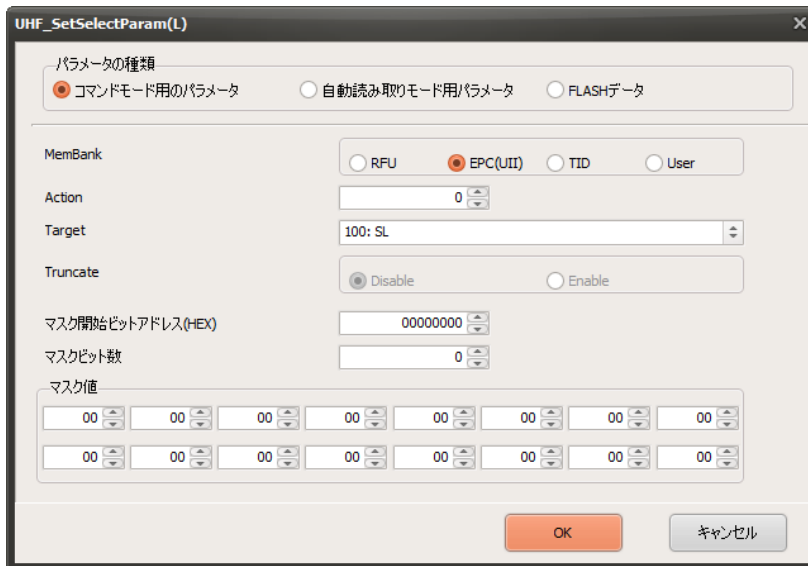 UHF_SetSelectParam(L)
パラメータの種類
コマンドモード用のパラメータ 自動読み取りモード用パラメータ FLASHデータ
MemBank RFU EPC(UII) TID User
Action 0
Target 100: SL
Truncate Disable Enable
マスク開始ビットアドレス(HEX) 00000000
マスクビット数 0
マスク値
00 00 00 00 00 00 00 00
00 00 00 00 00 00 00 00
OK キャンセル